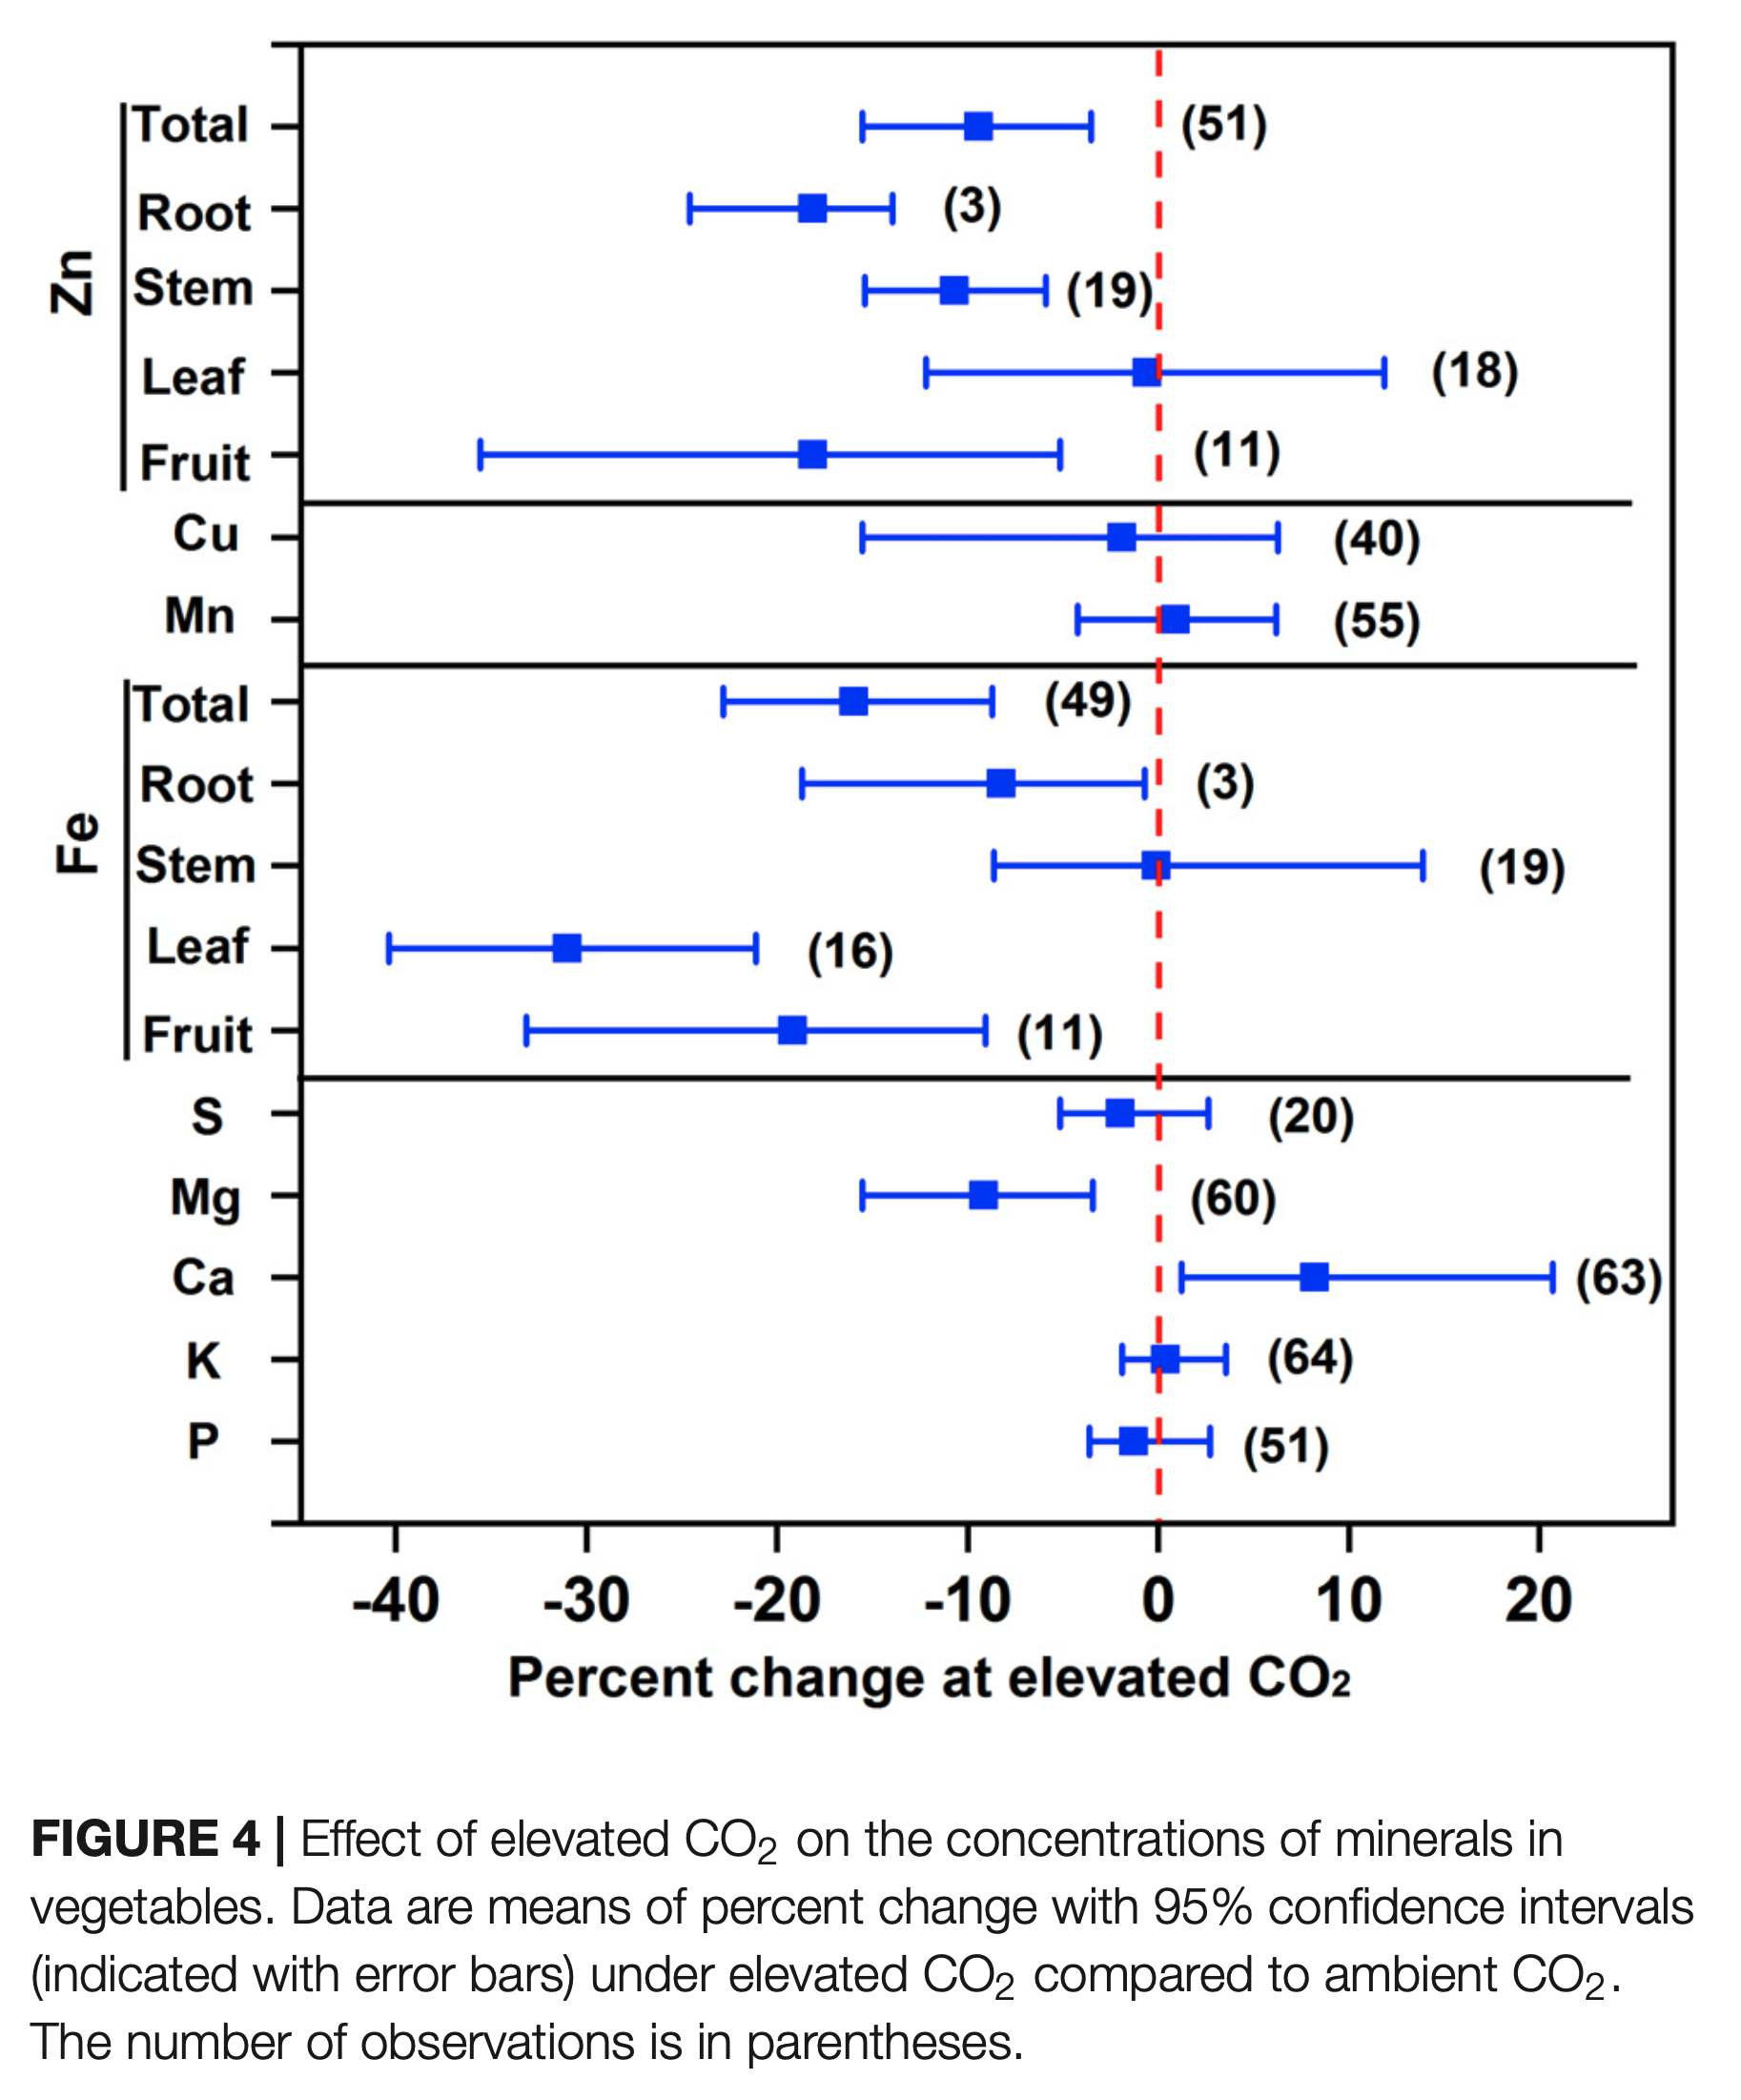 Zn
Total (51)
Root (3)
Stem (19)
Leaf (18)
Fruit (11)
Cu (40)
Mn (55)
Fe
Total (49)
Root (3)
Stem (19)
Leaf (16)
Fruit (11)
S (20)
Mg (60)
Ca (63)
K (64)
P (51)
-40 -30 -20 -10 0 10 20
Percent change at elevated CO₂
FIGURE 4 | Effect of elevated CO₂ on the concentrations of minerals in
vegetables. Data are means of percent change with 95% confidence intervals
(indicated with error bars) under elevated CO₂ compared to ambient CO₂.
The number of observations is in parentheses.